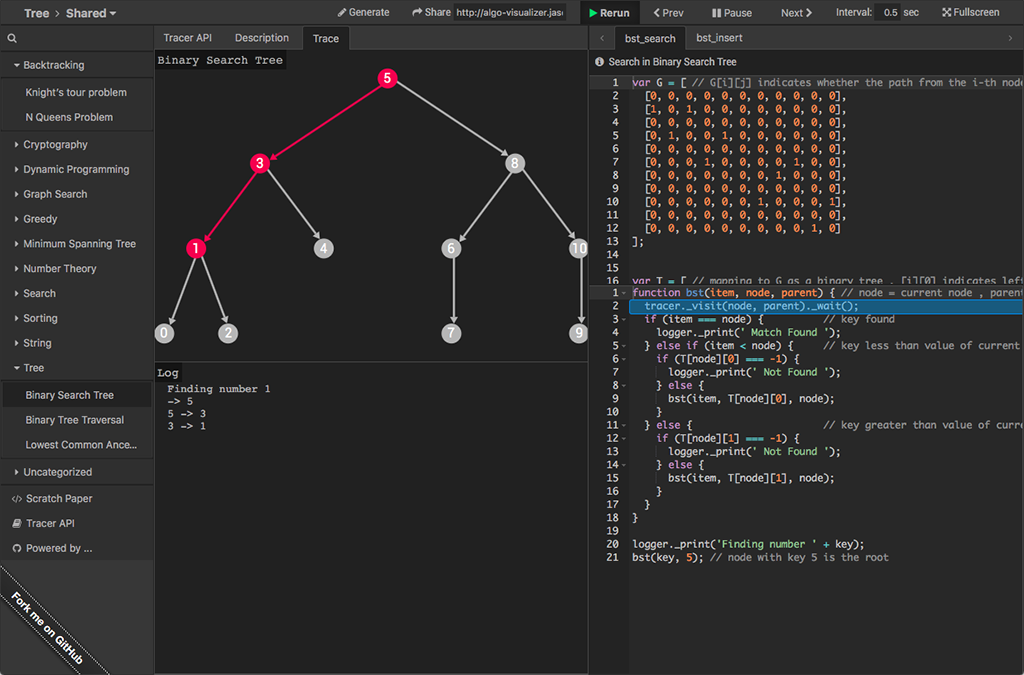 Tree > Shared
Generate
Share
http://algo-visualizer.jas
Rerun
Prev
Pause
Next
Interval: 0.5 sec
Fullscreen
Backtracking
Knight's tour problem
N Queens Problem
Cryptography
Dynamic Programming
Graph Search
Greedy
Minimum Spanning Tree
Number Theory
Search
Sorting
String
Tree
Binary Search Tree
Binary Tree Traversal
Lowest Common Ance...
Uncategorized
</> Scratch Paper
Tracer API
Powered by ...
Fork me on GitHub
Tracer API Description Trace
Binary Search Tree
5
3 8
1 4 6 10
0 2 7 9
Log
Finding number 1
-> 5
5 -> 3
3 -> 1
bst_search bst_insert
Search in Binary Search Tree
1 var G = [ // G[i][j] indicates whether the path from the i-th node
2 [0, 0, 0, 0, 0, 0, 0, 0, 0, 0, 0],
3 [1, 0, 1, 0, 0, 0, 0, 0, 0, 0, 0],
4 [0, 0, 0, 0, 0, 0, 0, 0, 0, 0, 0],
5 [0, 1, 0, 0, 1, 0, 0, 0, 0, 0, 0],
6 [0, 0, 0, 0, 0, 0, 0, 0, 0, 0, 0],
7 [0, 0, 0, 1, 0, 0, 0, 0, 1, 0, 0],
8 [0, 0, 0, 0, 0, 0, 0, 1, 0, 0, 0],
9 [0, 0, 0, 0, 0, 0, 0, 0, 0, 0, 0],
10 [0, 0, 0, 0, 0, 0, 1, 0, 0, 0, 1],
11 [0, 0, 0, 0, 0, 0, 0, 0, 0, 0, 0],
12 [0, 0, 0, 0, 0, 0, 0, 0, 0, 1, 0]
13 ];
14
15
16 var T = [ // mapping to G as a binary tree , [i][0] indicates left
1 function bst(item, node, parent) { // node = current node , parent
2 tracer._visit(node, parent)._wait();
3 if (item === node) { // key found
4 logger._print(' Match Found ');
5 } else if (item < node) { // key less than value of current
6 if (T[node][0] === -1) {
7 logger._print(' Not Found ');
8 } else {
9 bst(item, T[node][0], node);
10 }
11 } else { // key greater than value of curre
12 if (T[node][1] === -1) {
13 logger._print(' Not Found ');
14 } else {
15 bst(item, T[node][1], node);
16 }
17 }
18 }
19
20 logger._print('Finding number ' + key);
21 bst(key, 5); // node with key 5 is the root